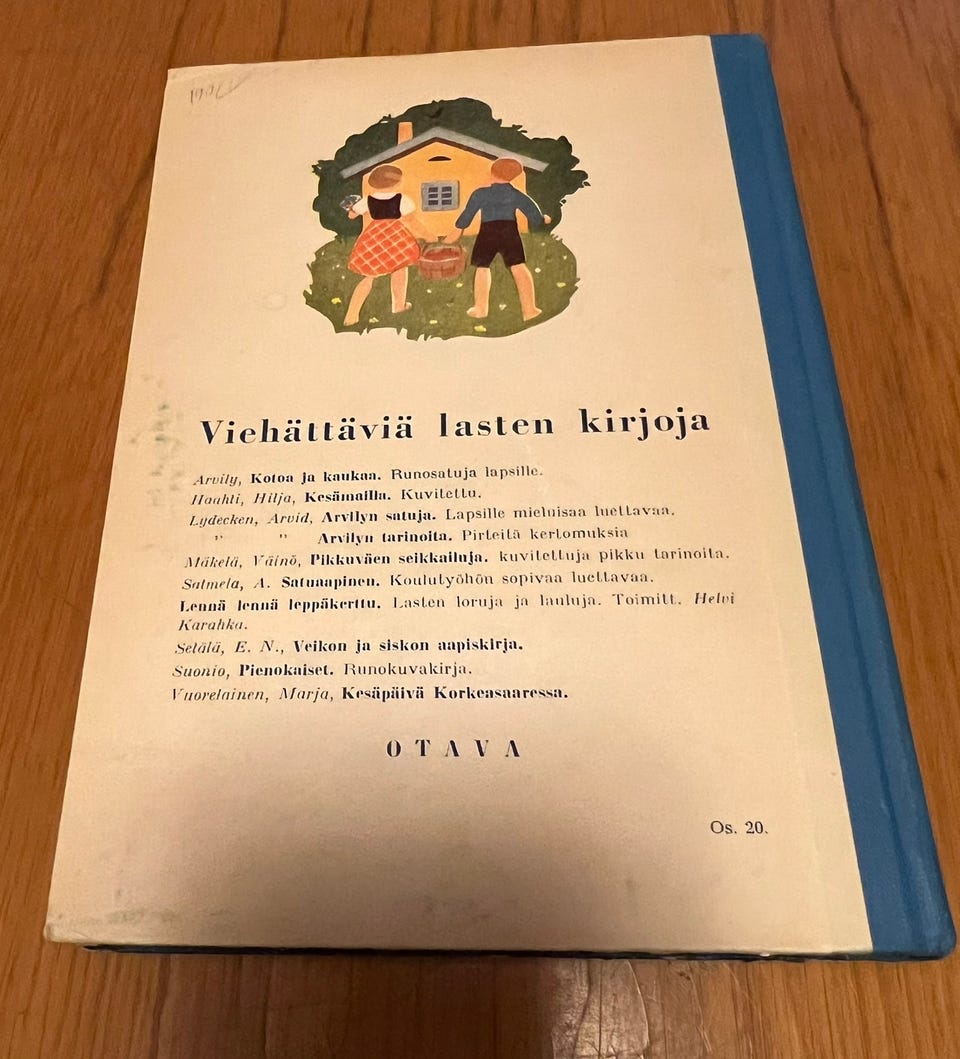 Viehättäviä lasten kirjoja
Arvily, Kotoa ja kaukaa. Runosatuja lapsille.
Haahti, Hilja, Kesämailla. Kuvitettu.
Lydecken, Arvid, Arvilyn satuja. Lapsille mieluisaa luettavaa.
" " Arvilyn tarinoita. Pirteitä kertomuksia
Mäkelä, Väinö, Pikkuväen seikkailuja. kuvitettuja pikku tarinoita.
Salmela, A. Satuaapinen. Koulutyöhön sopivaa luettavaa.
Lennä lennä leppäkerttu. Lasten loruja ja lauluja. Toimitt. Helvi
Karahka.
Setälä, E. N., Veikon ja siskon aapiskirja.
Suonio, Pienokaiset. Runokuvakirja.
Vuorelainen, Marja, Kesäpäivä Korkeasaaressa.
OTAVA
Os. 20.